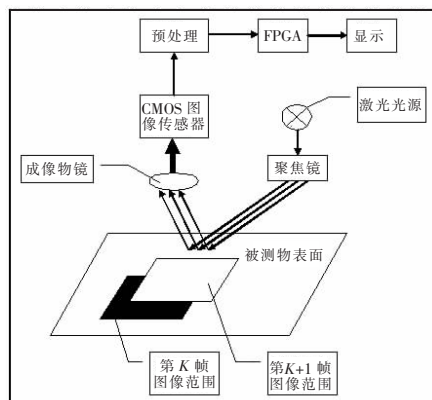 预处理
FPGA
显示
CMOS 图
像传感器
激光光源
成像物镜
聚焦镜
被测物表面
第 K 帧
图像范围
第K+1 帧
图像范围